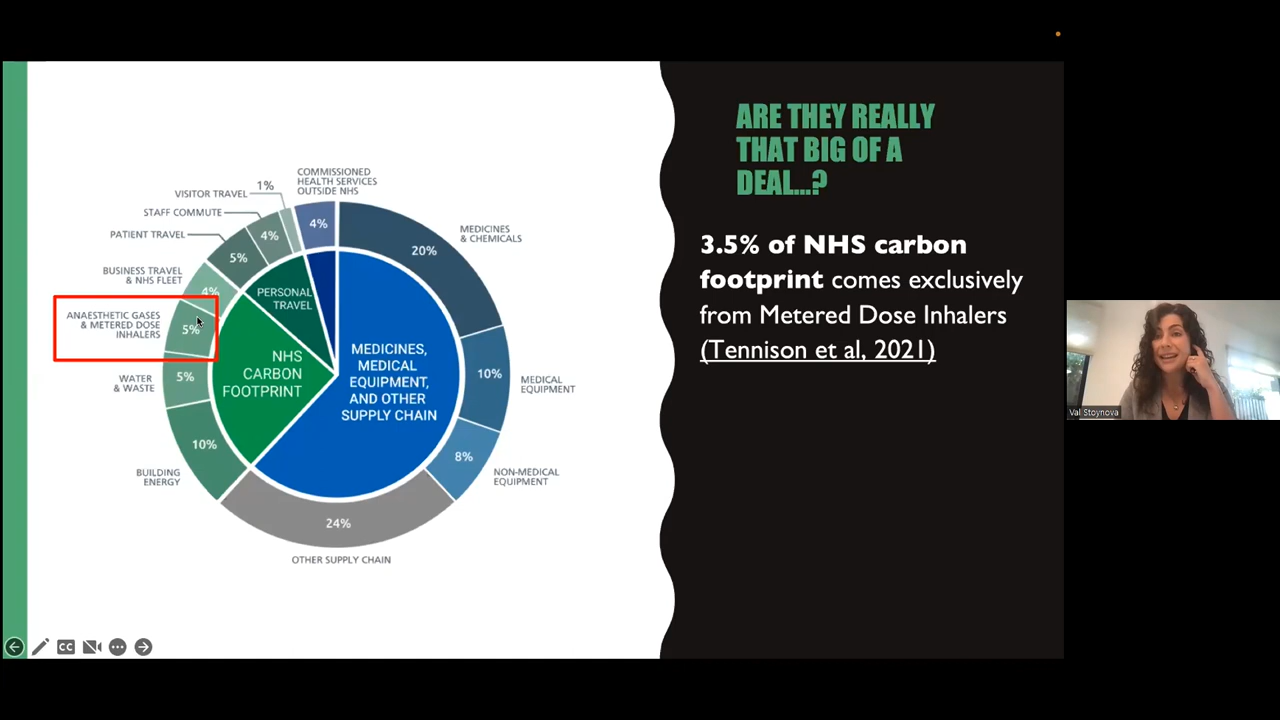 ARE THEY REALLY
THAT BIG OF A
DEAL...?
3.5% of NHS carbon
footprint comes exclusively
from Metered Dose Inhalers
(Tennison et al, 2021)
COMMISSIONED
HEALTH SERVICES
OUTSIDE NHS
4%
1%
VISITOR TRAVEL
STAFF COMMUTE
4%
PATIENT TRAVEL
5%
BUSINESS TRAVEL
& NHS FLEET
4%
ANAESTHETIC GASES
& METERED DOSE
INHALERS
5%
WATER
& WASTE
5%
BUILDING
ENERGY
10%
24%
OTHER SUPPLY CHAIN
MEDICINES
& CHEMICALS
20%
10%
MEDICAL
EQUIPMENT
8%
NON-MEDICAL
EQUIPMENT
PERSONAL
TRAVEL
NHS
CARBON
FOOTPRINT
MEDICINES,
MEDICAL
EQUIPMENT,
AND OTHER
SUPPLY CHAIN
CC
Val Stoynova